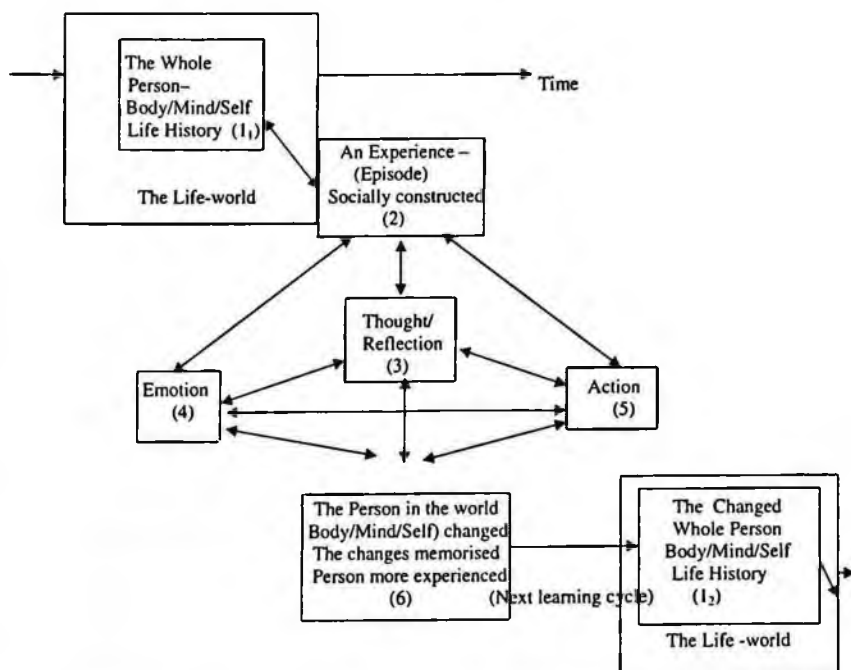 The Whole
Person–
Body/Mind/Self
Life History (1₁)
The Life-world
Time
An Experience –
(Episode)
Socially constructed
(2)
Thought/
Reflection
(3)
Emotion
(4)
Action
(5)
The Person in the world
Body/Mind/Self) changed
The changes memorised
Person more experienced
(6)
(Next learning cycle)
The Changed
Whole Person
Body/Mind/Self
Life History
(1₂)
The Life -world